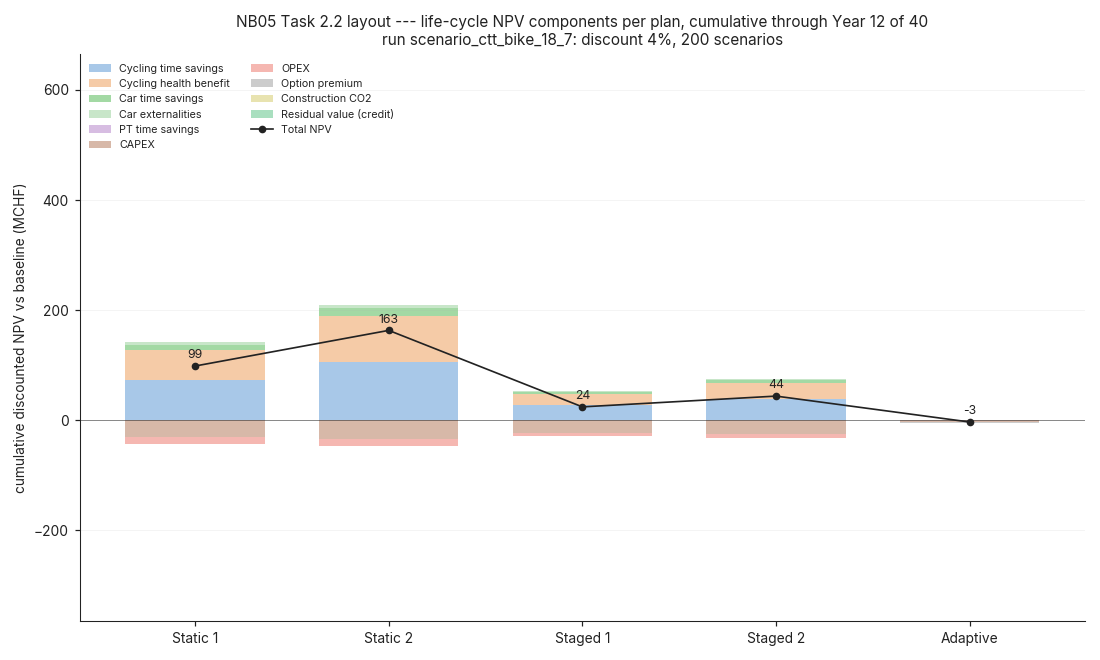 NB05 Task 2.2 layout --- life-cycle NPV components per plan, cumulative through Year 12 of 40
run scenario_ctt_bike_18_7: discount 4%, 200 scenarios
Cycling time savings
Cycling health benefit
Car time savings
Car externalities
PT time savings
CAPEX
OPEX
Option premium
Construction CO2
Residual value (credit)
Total NPV
cumulative discounted NPV vs baseline (MCHF)
600
400
200
0
−200
99
163
24
44
-3
Static 1
Static 2
Staged 1
Staged 2
Adaptive